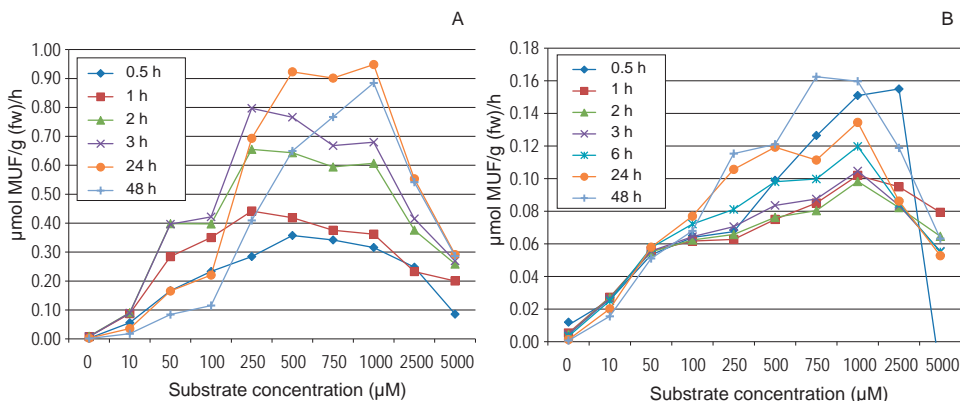 A
µmol MUF/g (fw)/h
1.00
0.90
0.80
0.70
0.60
0.50
0.40
0.30
0.20
0.10
0.00
0.5 h
1 h
2 h
3 h
24 h
48 h
0 10 50 100 250 500 750 1000 2500 5000
Substrate concentration (µM)
B
µmol MUF/g (fw)/h
0.18
0.16
0.14
0.12
0.10
0.08
0.06
0.04
0.02
0.00
0.5 h
1 h
2 h
3 h
6 h
24 h
48 h
0 10 50 100 250 500 750 1000 2500 5000
Substrate concentration (µM)